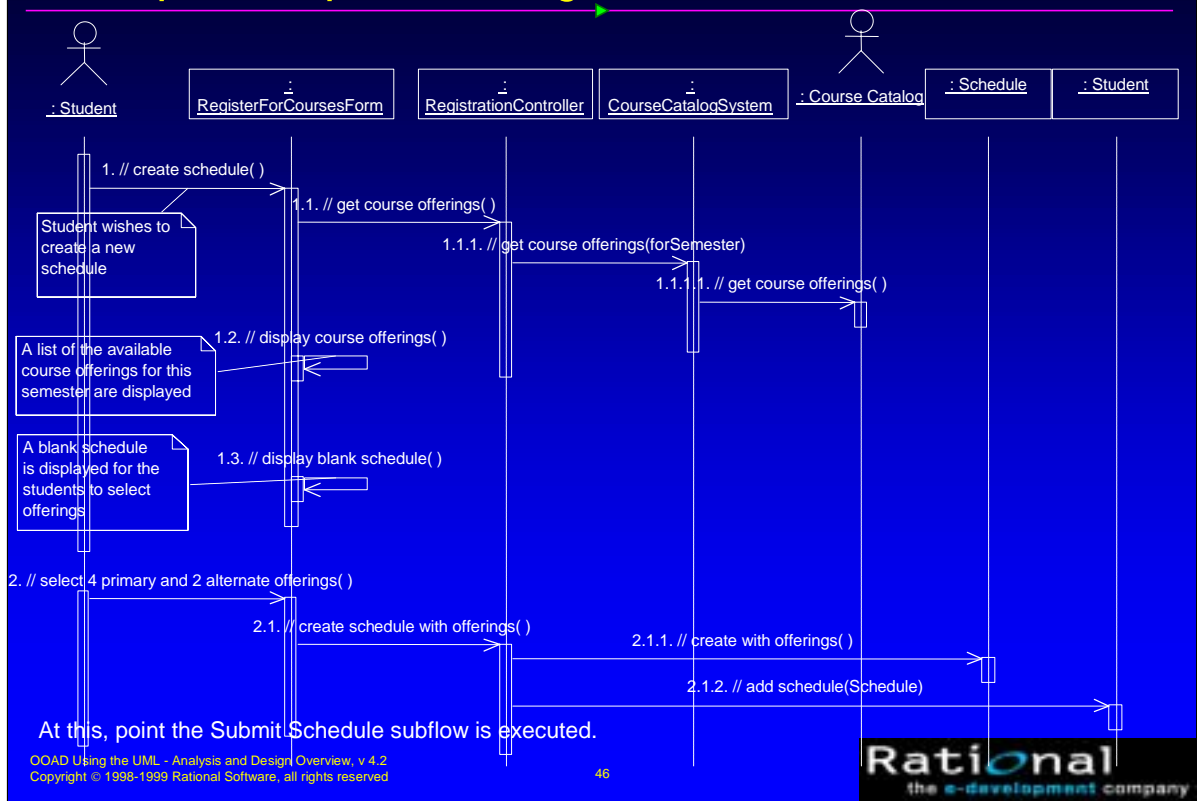 : Student
:
RegisterForCoursesForm
:
RegistrationController
:
CourseCatalogSystem
: Course Catalog
: Schedule
: Student
1. // create schedule( )
Student wishes to
create a new
schedule
1.1. // get course offerings( )
1.1.1. // get course offerings(forSemester)
1.1.1.1. // get course offerings( )
1.2. // display course offerings( )
A list of the available
course offerings for this
semester are displayed
1.3. // display blank schedule( )
A blank schedule
is displayed for the
students to select
offerings
2. // select 4 primary and 2 alternate offerings( )
2.1. // create schedule with offerings( )
2.1.1. // create with offerings( )
2.1.2. // add schedule(Schedule)
At this, point the Submit Schedule subflow is executed.
OOAD Using the UML - Analysis and Design Overview, v 4.2
Copyright © 1998-1999 Rational Software, all rights reserved
46
Rational
the e-development company